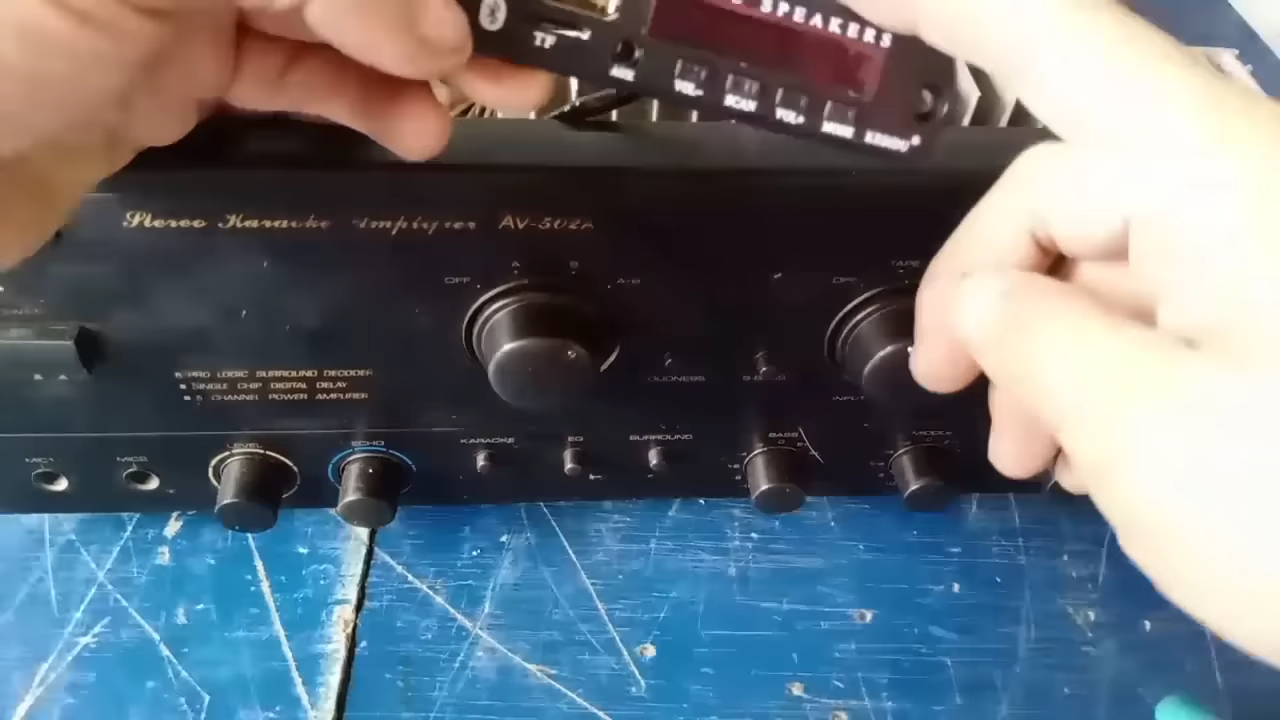 SPEAKERS
TF
VOL-
SCAN
VOL+
MODE
Stereo Karaoke Amplifier AV-502A
OFF
A
B
A+B
OFF
TAPE
PRO LOGIC SURROUND DECODER
SINGLE CHIP DIGITAL DELAY
5 CHANNEL POWER AMPLIFIER
LOUDNESS
INPUT
MIC1
MIC2
LEVEL
ECHO
KARAOKE
EQ
SURROUND
BASS
MIDDLE